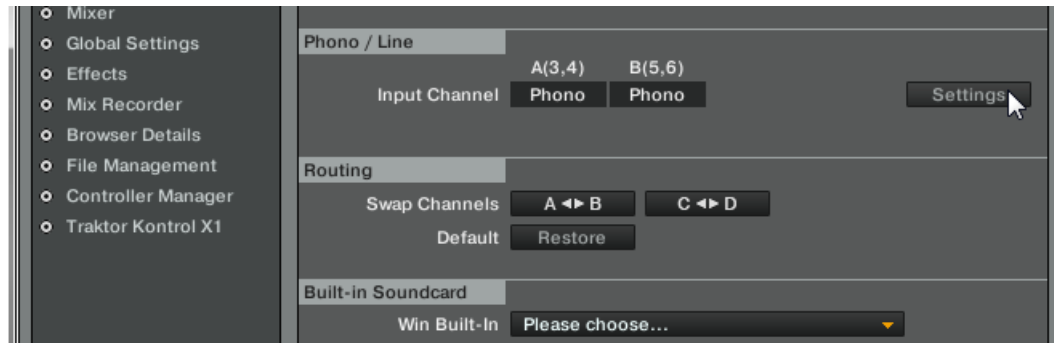 Mixer
Global Settings
Effects
Mix Recorder
Browser Details
File Management
Controller Manager
Traktor Kontrol X1
Phono / Line
A(3,4) B(5,6)
Input Channel Phono Phono Settings
Routing
Swap Channels A ◂▸ B C ◂▸ D
Default Restore
Built-in Soundcard
Win Built-In Please choose...